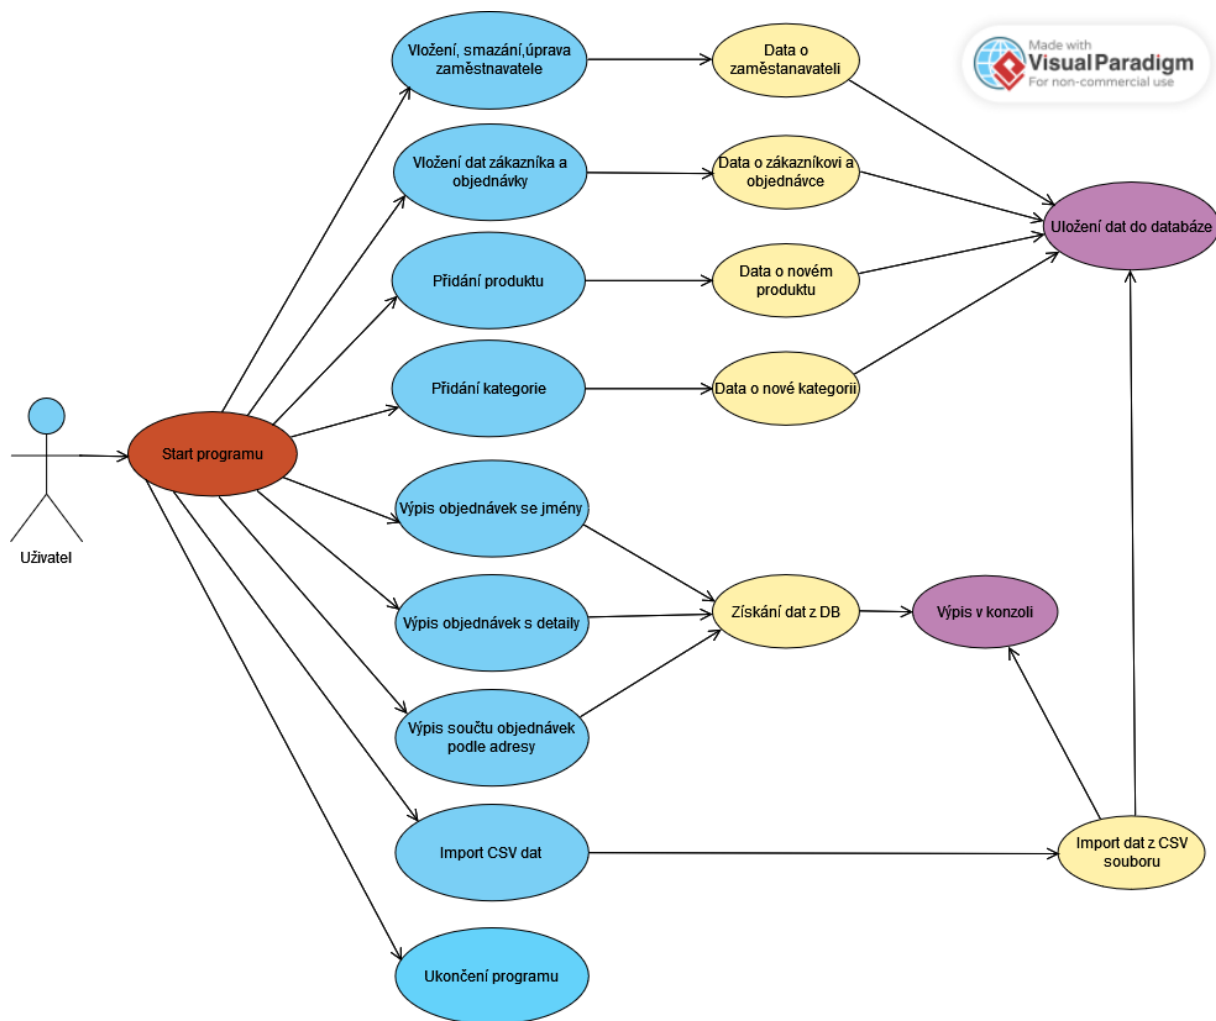 Vložení, smazání,úprava
zaměstnavatele
Data o
zaměstanavateli
Made with
Visual Paradigm
For non-commercial use
Vložení dat zákazníka a
objednávky
Data o zákazníkovi a
objednávce
Uložení dat do databáze
Přidání produktu
Data o novém
produktu
Přidání kategorie
Data o nové kategorii
Start programu
Uživatel
Výpis objednávek se jmény
Výpis objednávek s detaily
Získání dat z DB
Výpis v konzoli
Výpis součtu objednávek
podle adresy
Import CSV dat
Import dat z CSV
souboru
Ukončení programu